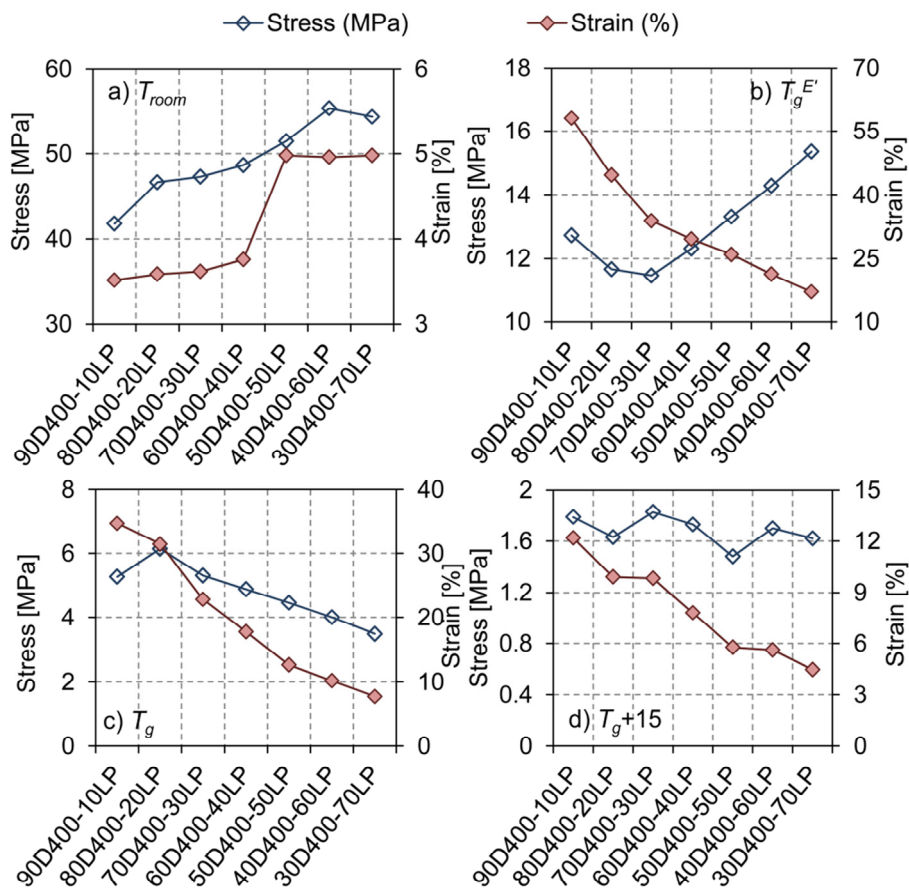 Stress (MPa) Strain (%)
a) Troom
Stress [MPa]
60
50
40
30
Strain [%]
6
5
4
3
90D400-10LP
80D400-20LP
70D400-30LP
60D400-40LP
50D400-50LP
40D400-60LP
30D400-70LP
b) TgE'
Stress [MPa]
18
16
14
12
10
Strain [%]
70
55
40
25
10
90D400-10LP
80D400-20LP
70D400-30LP
60D400-40LP
50D400-50LP
40D400-60LP
30D400-70LP
c) Tg
Stress [MPa]
8
6
4
2
0
Strain [%]
40
30
20
10
0
90D400-10LP
80D400-20LP
70D400-30LP
60D400-40LP
50D400-50LP
40D400-60LP
30D400-70LP
d) Tg+15
Stress [MPa]
2
1.6
1.2
0.8
0.4
0
Strain [%]
15
12
9
6
3
0
90D400-10LP
80D400-20LP
70D400-30LP
60D400-40LP
50D400-50LP
40D400-60LP
30D400-70LP